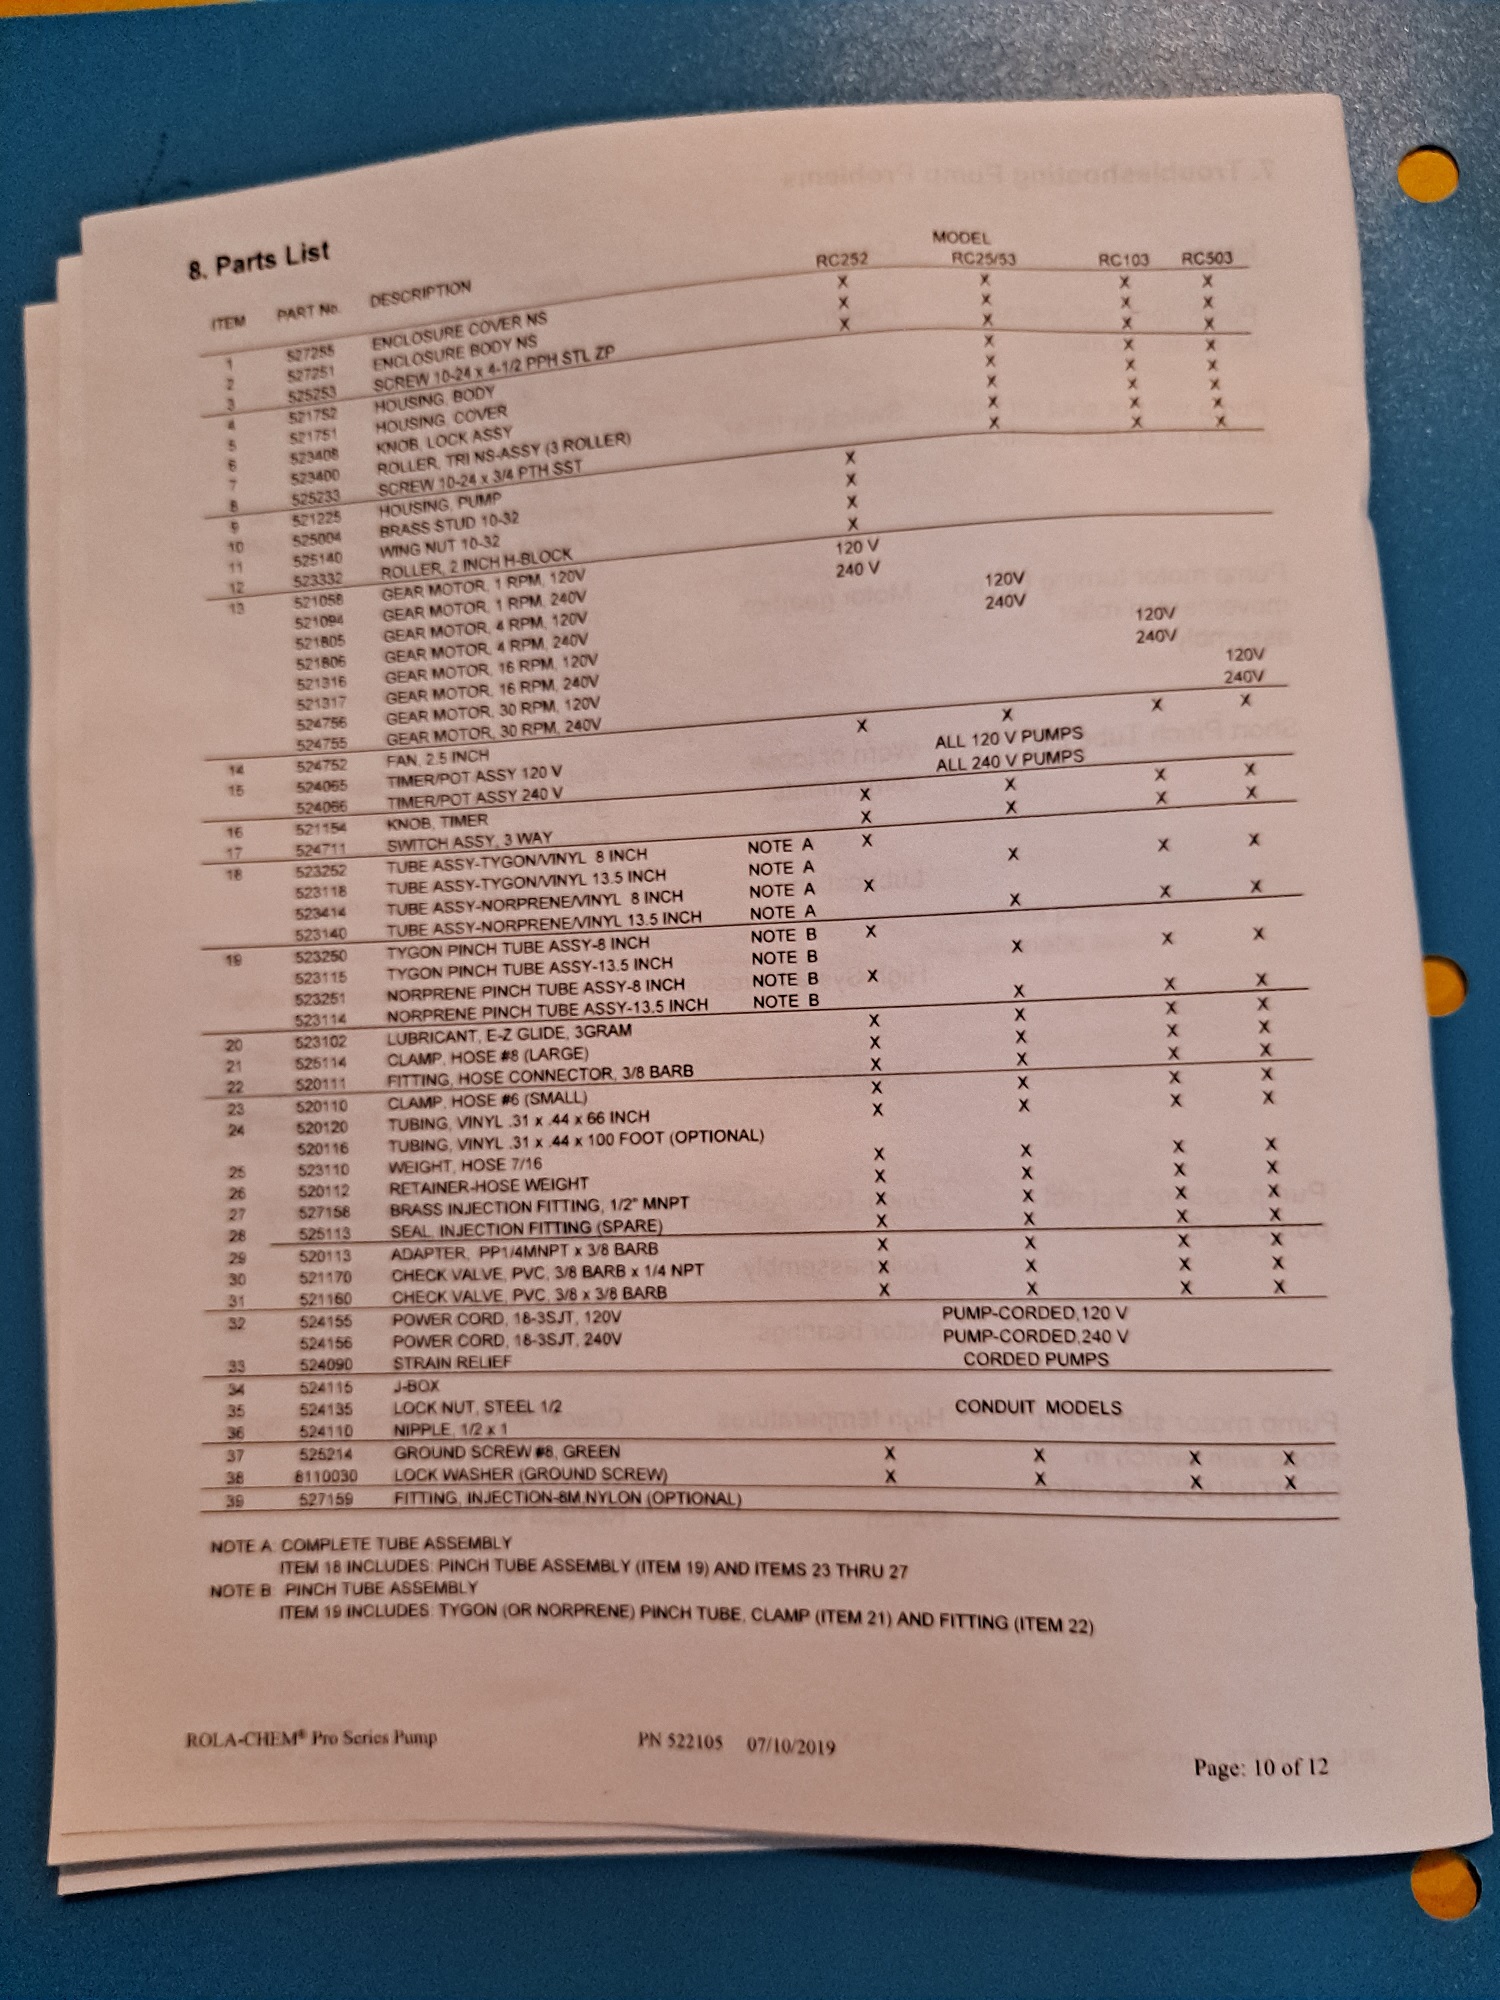 8. Parts List
MODEL
ITEM PART No. DESCRIPTION RC252 RC25/53 RC103 RC503
1 527255 ENCLOSURE COVER NS X X X X
2 527251 ENCLOSURE BODY NS X X X X
3 525253 SCREW 10-24 x 4-1/2 PPH STL ZP X X X X
4 521752 HOUSING, BODY X X X
5 521751 HOUSING, COVER X X X
6 523408 KNOB, LOCK ASSY X X X
7 523400 ROLLER, TRI NS-ASSY (3 ROLLER) X X X
8 525233 SCREW 10-24 x 3/4 PTH SST X X X
9 521225 HOUSING, PUMP X
10 525004 BRASS STUD 10-32 X
11 525140 WING NUT 10-32 X
12 523332 ROLLER, 2 INCH H-BLOCK X
13 521058 GEAR MOTOR, 1 RPM, 120V 120 V
521094 GEAR MOTOR, 1 RPM, 240V 240 V
521805 GEAR MOTOR, 4 RPM, 120V 120V
521806 GEAR MOTOR, 4 RPM, 240V 240V
521316 GEAR MOTOR, 16 RPM, 120V 120V
521317 GEAR MOTOR, 16 RPM, 240V 240V
524756 GEAR MOTOR, 30 RPM, 120V 120V
524755 GEAR MOTOR, 30 RPM, 240V 240V
14 524752 FAN, 2.5 INCH X X X X
15 524065 TIMER/POT ASSY 120 V ALL 120 V PUMPS
524066 TIMER/POT ASSY 240 V ALL 240 V PUMPS
16 521154 KNOB, TIMER X X X X
17 524711 SWITCH ASSY, 3 WAY X X X X
18 523252 TUBE ASSY-TYGON/VINYL 8 INCH NOTE A X
523118 TUBE ASSY-TYGON/VINYL 13.5 INCH NOTE A X X X
523414 TUBE ASSY-NORPRENE/VINYL 8 INCH NOTE A X
523140 TUBE ASSY-NORPRENE/VINYL 13.5 INCH NOTE A X X X
19 523250 TYGON PINCH TUBE ASSY-8 INCH NOTE B X
523115 TYGON PINCH TUBE ASSY-13.5 INCH NOTE B X X X
523251 NORPRENE PINCH TUBE ASSY-8 INCH NOTE B X
523114 NORPRENE PINCH TUBE ASSY-13.5 INCH NOTE B X X X
20 523102 LUBRICANT, E-Z GLIDE, 3GRAM X X X X
21 525114 CLAMP, HOSE #8 (LARGE) X X X X
22 520111 FITTING, HOSE CONNECTOR, 3/8 BARB X X X X
23 520110 CLAMP, HOSE #6 (SMALL) X X X X
24 520120 TUBING, VINYL .31 x .44 x 66 INCH X X X X
520116 TUBING, VINYL .31 x .44 x 100 FOOT (OPTIONAL)
25 523110 WEIGHT, HOSE 7/16 X X X X
26 520112 RETAINER-HOSE WEIGHT X X X X
27 527158 BRASS INJECTION FITTING, 1/2" MNPT X X X X
28 525113 SEAL, INJECTION FITTING (SPARE) X X X X
29 520113 ADAPTER, PP1/4MNPT x 3/8 BARB X X X X
30 521170 CHECK VALVE, PVC, 3/8 BARB x 1/4 NPT X X X X
31 521160 CHECK VALVE, PVC, 3/8 x 3/8 BARB X X X X
32 524155 POWER CORD, 18-3SJT, 120V PUMP-CORDED,120 V
524156 POWER CORD, 18-3SJT, 240V PUMP-CORDED,240 V
33 524090 STRAIN RELIEF CORDED PUMPS
34 524115 J-BOX
35 524135 LOCK NUT, STEEL 1/2 CONDUIT MODELS
36 524110 NIPPLE, 1/2 x 1
37 525214 GROUND SCREW #8, GREEN X X X X
38 8110030 LOCK WASHER (GROUND SCREW) X X X X
39 527159 FITTING, INJECTION-8M NYLON (OPTIONAL)
NOTE A: COMPLETE TUBE ASSEMBLY
ITEM 18 INCLUDES: PINCH TUBE ASSEMBLY (ITEM 19) AND ITEMS 23 THRU 27
NOTE B: PINCH TUBE ASSEMBLY
ITEM 19 INCLUDES: TYGON (OR NORPRENE) PINCH TUBE, CLAMP (ITEM 21) AND FITTING (ITEM 22)
ROLA-CHEM® Pro Series Pump PN 522105 07/10/2019 Page: 10 of 12